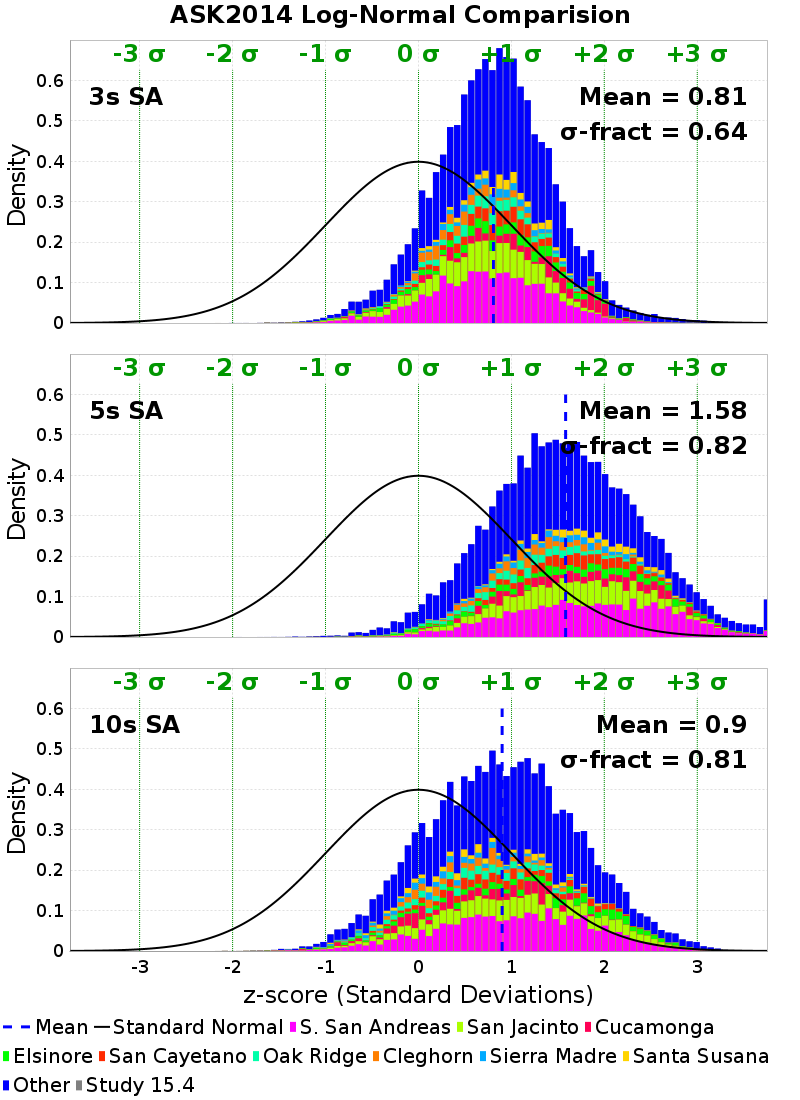 ASK2014 Log-Normal Comparision
-3 σ -2 σ -1 σ 0 σ +1 σ +2 σ +3 σ
3s SA
Mean = 0.81
σ-fract = 0.64
Density
0.6
0.5
0.4
0.3
0.2
0.1
0
-3 σ -2 σ -1 σ 0 σ +1 σ +2 σ +3 σ
5s SA
Mean = 1.58
σ-fract = 0.82
Density
0.6
0.5
0.4
0.3
0.2
0.1
0
-3 σ -2 σ -1 σ 0 σ +1 σ +2 σ +3 σ
10s SA
Mean = 0.9
σ-fract = 0.81
Density
0.6
0.5
0.4
0.3
0.2
0.1
0
-3 -2 -1 0 1 2 3
z-score (Standard Deviations)
Mean Standard Normal S. San Andreas San Jacinto Cucamonga
Elsinore San Cayetano Oak Ridge Cleghorn Sierra Madre Santa Susana
Other Study 15.4